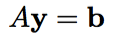 Ay = b